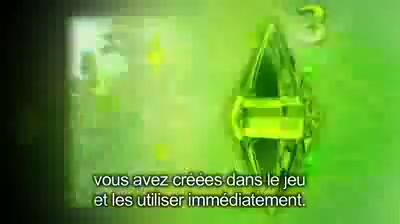 3
vous avez créées dans le jeu
et les utiliser immédiatement.